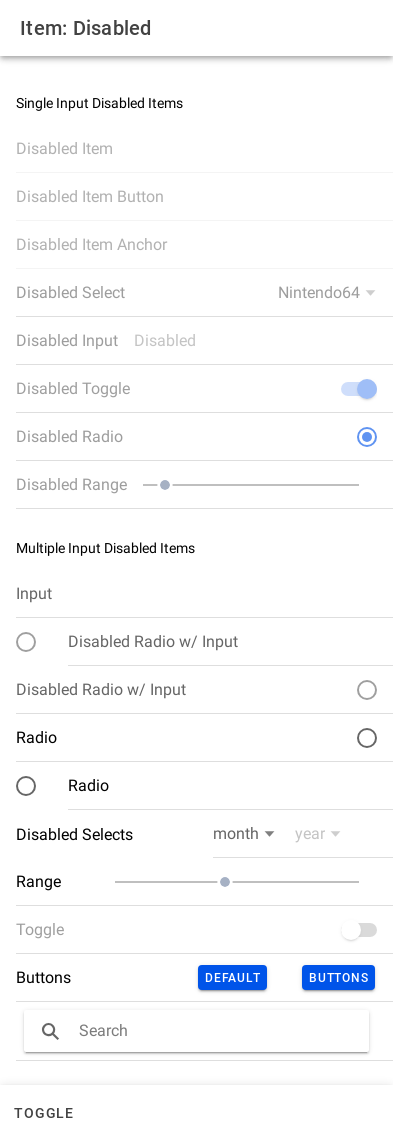 Item: Disabled
Single Input Disabled Items
Disabled Item
Disabled Item Button
Disabled Item Anchor
Disabled Select Nintendo64
Disabled Input Disabled
Disabled Toggle
Disabled Radio
Disabled Range
Multiple Input Disabled Items
Input
Disabled Radio w/ Input
Disabled Radio w/ Input
Radio
Radio
Disabled Selects month year
Range
Toggle
Buttons DEFAULT BUTTONS
Search
TOGGLE